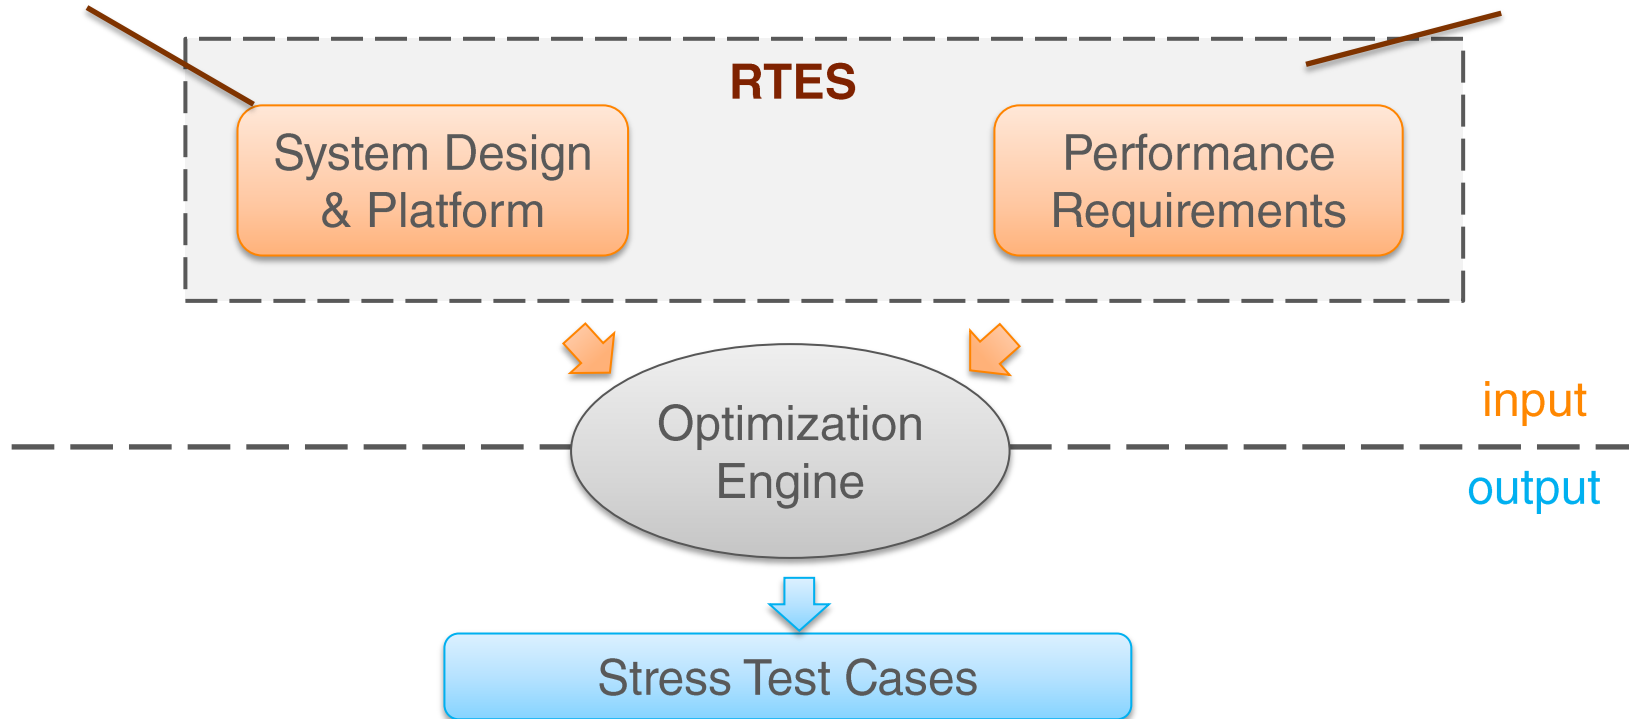 RTES
System Design
& Platform
Performance
Requirements
Optimization
Engine
input
output
Stress Test Cases